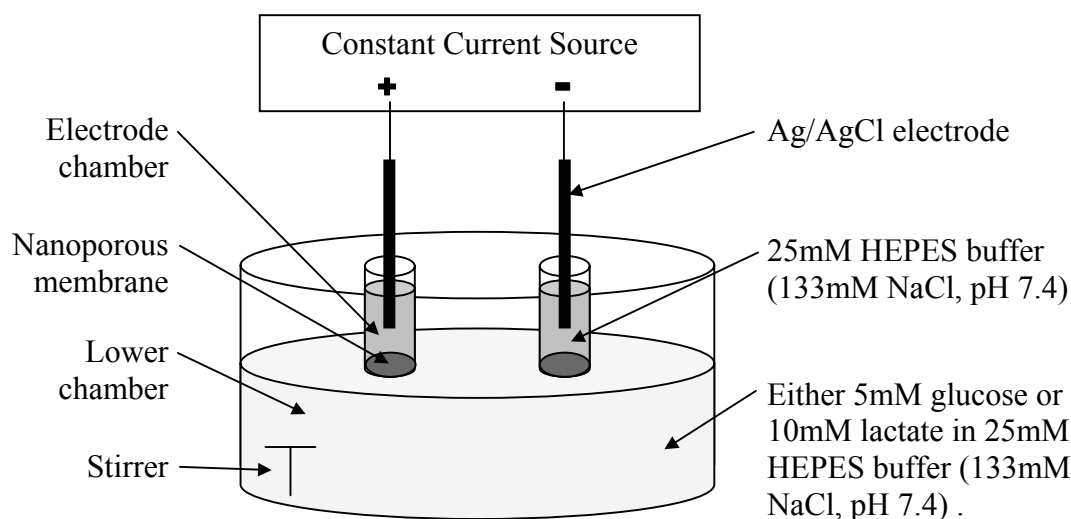 Constant Current Source
+ -
Electrode
chamber
Ag/AgCl electrode
Nanoporous
membrane
25mM HEPES buffer
(133mM NaCl, pH 7.4)
Lower
chamber
Either 5mM glucose or
10mM lactate in 25mM
HEPES buffer (133mM
NaCl, pH 7.4) .
Stirrer